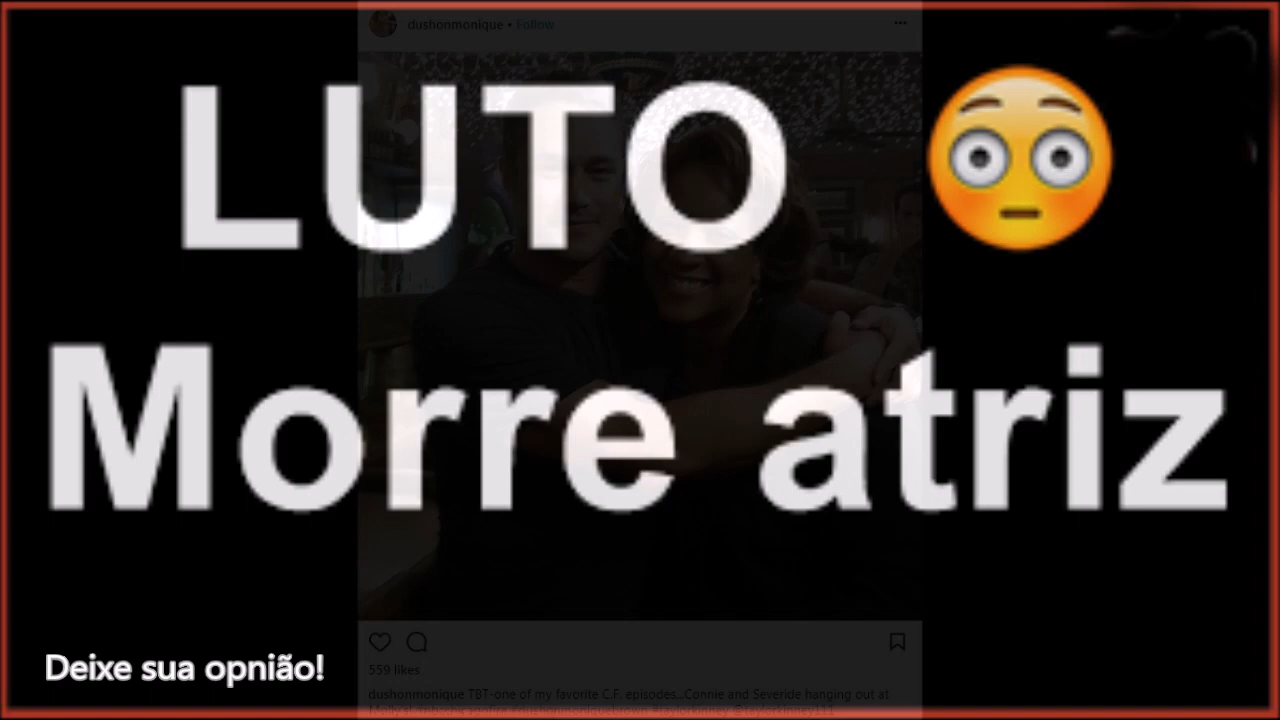 dushonmonique • Follow
LUTO
Morre atriz
Deixe sua opnião!
559 likes
dushonmonique TBT-one of my favorite C.F. episodes...Connie and Severide hanging out at